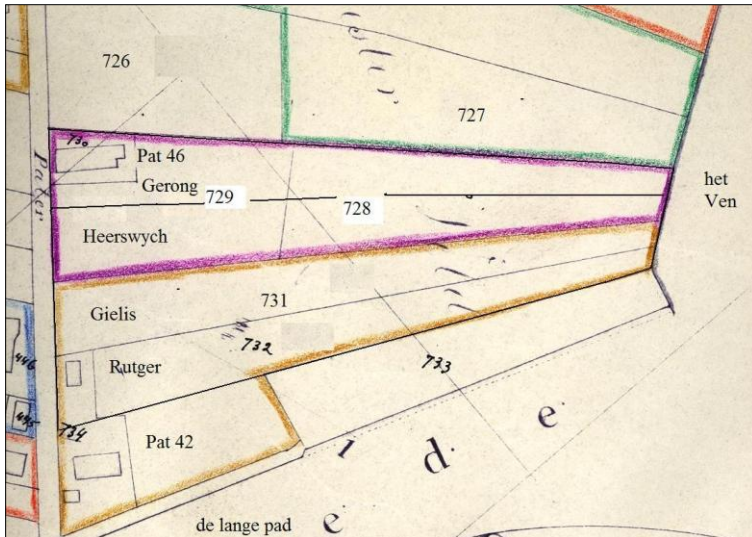 726
727
730
Pat 46
Gerong
729
728
het
Ven
Heerswych
Gielis
731
732
Rutger
733
446
445
734
Pat 42
de lange pad
Pater
i d e
e